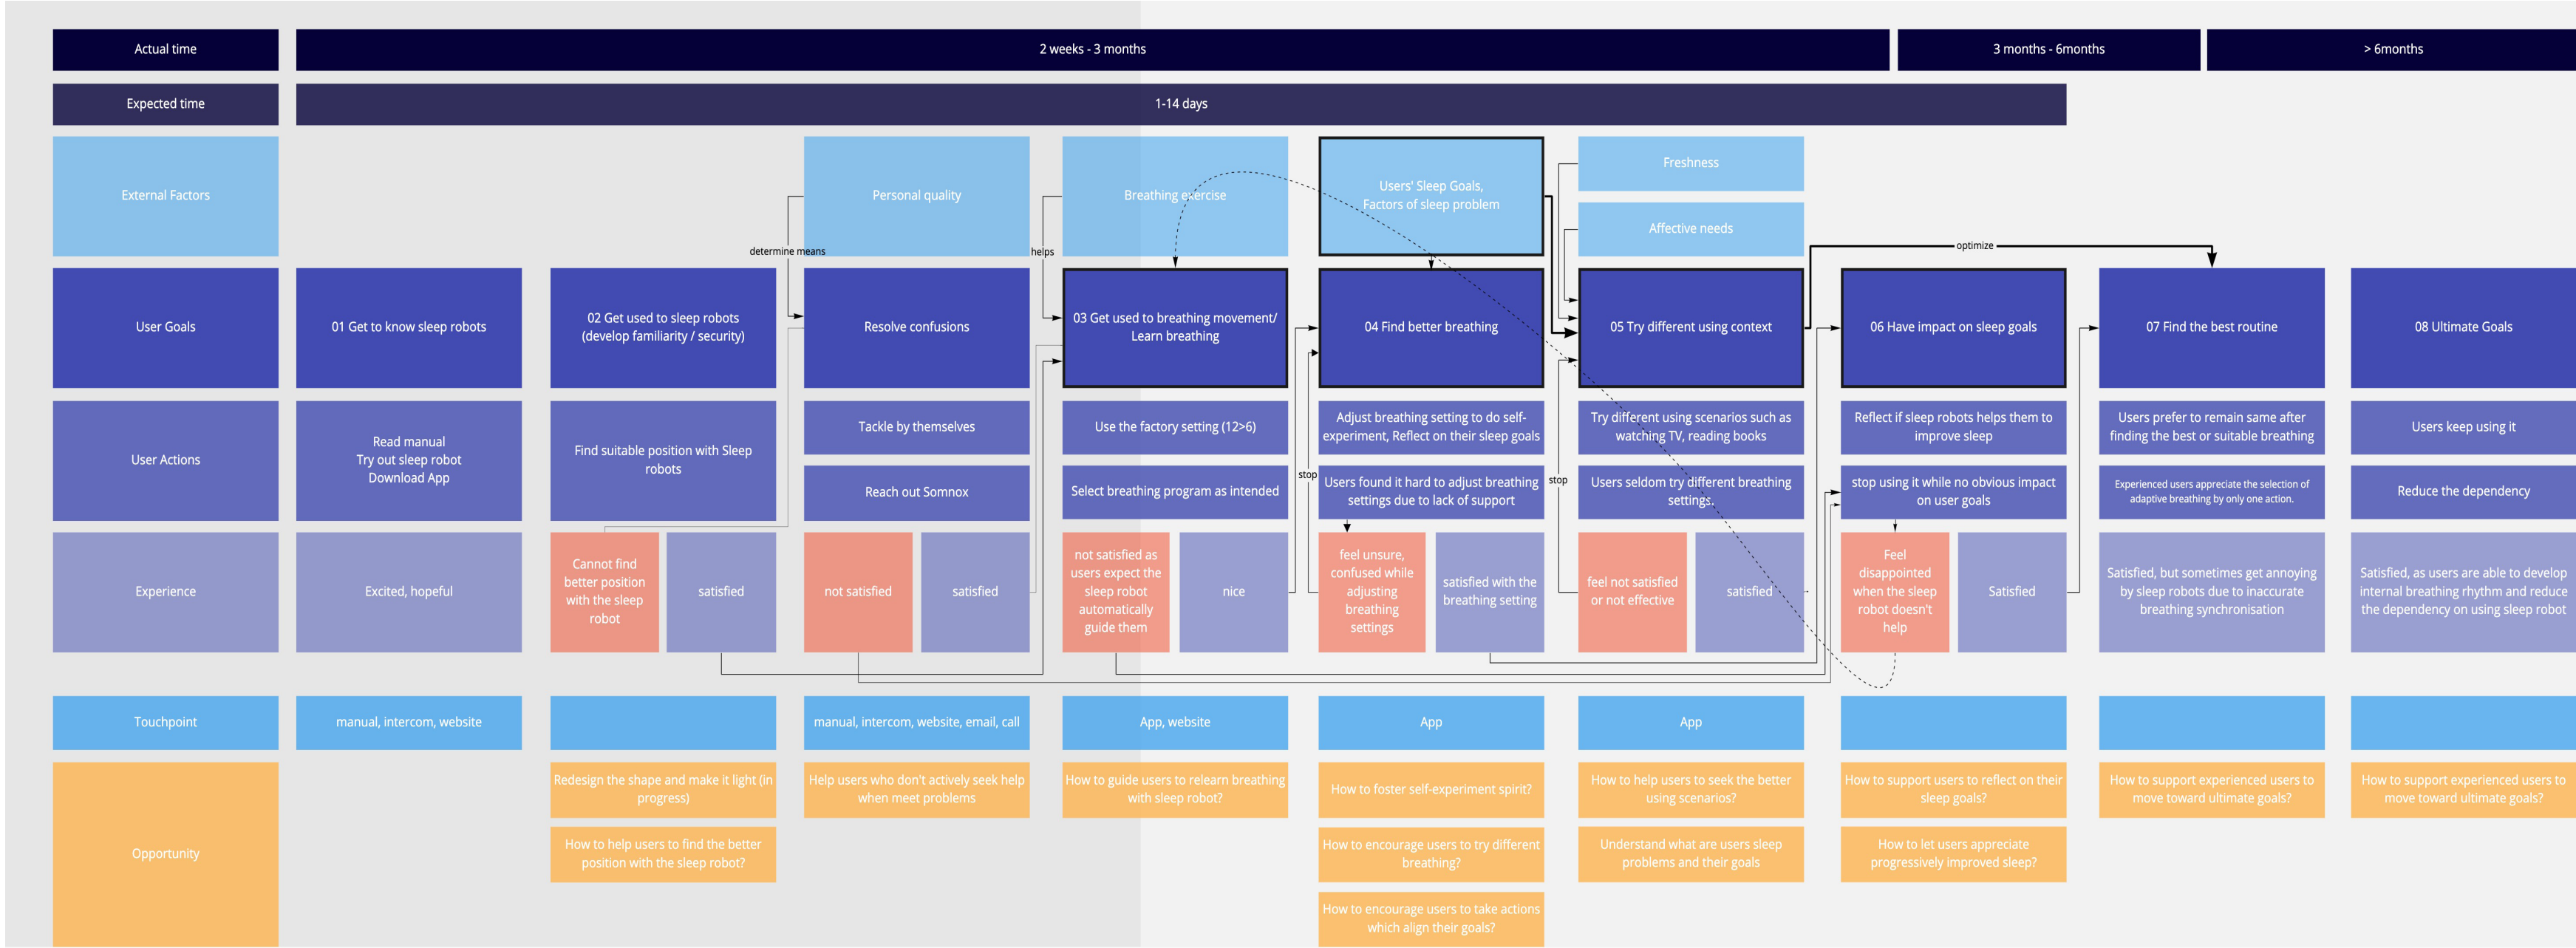 Actual time
2 weeks - 3 months
3 months - 6months
> 6months
Expected time
1-14 days
External Factors
Personal quality
Breathing exercise
Users' Sleep Goals,
Factors of sleep problem
Freshness
Affective needs
determine means
helps
optimize
User Goals
01 Get to know sleep robots
02 Get used to sleep robots
(develop familiarity / security)
Resolve confusions
03 Get used to breathing movement/
Learn breathing
04 Find better breathing
05 Try different using context
06 Have impact on sleep goals
07 Find the best routine
08 Ultimate Goals
User Actions
Read manual
Try out sleep robot
Download App
Find suitable position with Sleep
robots
Tackle by themselves
Reach out Somnox
Use the factory setting (12>6)
Select breathing program as intended
stop
Adjust breathing setting to do self-
experiment, Reflect on their sleep goals
Users found it hard to adjust breathing
settings due to lack of support
stop
Try different using scenarios such as
watching TV, reading books
Users seldom try different breathing
settings.
Reflect if sleep robots helps them to
improve sleep
stop using it while no obvious impact
on user goals
Users prefer to remain same after
finding the best or suitable breathing
Experienced users appreciate the selection of
adaptive breathing by only one action.
Users keep using it
Reduce the dependency
Experience
Excited, hopeful
Cannot find
better position
with the sleep
robot
satisfied
not satisfied
satisfied
not satisfied as
users expect the
sleep robot
automatically
guide them
nice
feel unsure,
confused while
adjusting
breathing
settings
satisfied with the
breathing setting
feel not satisfied
or not effective
satisfied
Feel
disappointed
when the sleep
robot doesn't
help
Satisfied
Satisfied, but sometimes get annoying
by sleep robots due to inaccurate
breathing synchronisation
Satisfied, as users are able to develop
internal breathing rhythm and reduce
the dependency on using sleep robot
Touchpoint
manual, intercom, website
manual, intercom, website, email, call
App, website
App
App
Opportunity
Redesign the shape and make it light (in
progress)
How to help users to find the better
position with the sleep robot?
Help users who don't actively seek help
when meet problems
How to guide users to relearn breathing
with sleep robot?
How to foster self-experiment spirit?
How to encourage users to try different
breathing?
How to encourage users to take actions
which align their goals?
How to help users to seek the better
using scenarios?
Understand what are users sleep
problems and their goals
How to support users to reflect on their
sleep goals?
How to let users appreciate
progressively improved sleep?
How to support experienced users to
move toward ultimate goals?
How to support experienced users to
move toward ultimate goals?